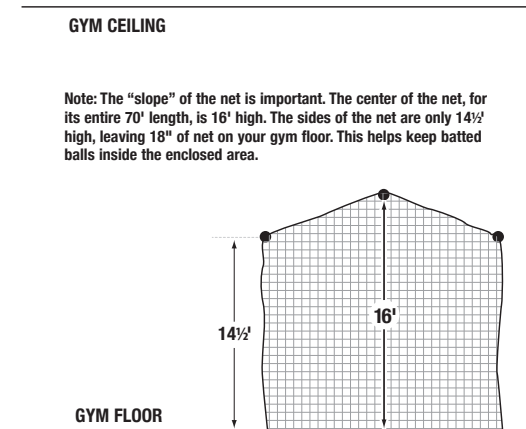 GYM CEILING
Note: The “slope” of the net is important. The center of the net, for
its entire 70' length, is 16' high. The sides of the net are only 14½'
high, leaving 18" of net on your gym floor. This helps keep batted
balls inside the enclosed area.
14½'
16'
GYM FLOOR